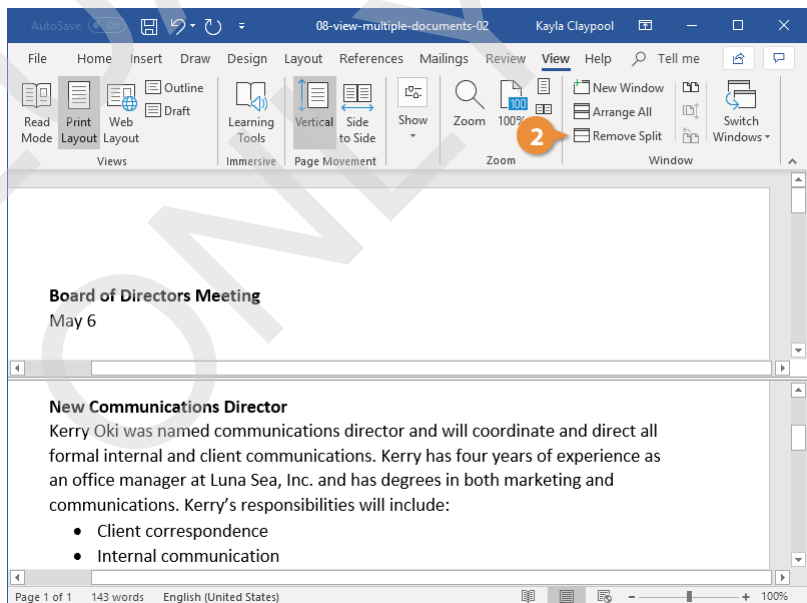 AutoSave Off 08-view-multiple-documents-02 Kayla Claypool
File Home Insert Draw Design Layout References Mailings Review View Help Tell me
Read Mode
Print Layout
Web Layout
Outline
Draft
Views
Learning Tools
Immersive
Vertical
Side to Side
Page Movement
Show
Zoom
100
100%
Zoom
2
New Window
Arrange All
Remove Split
Switch Windows
Window
Board of Directors Meeting
May 6
New Communications Director
Kerry Oki was named communications director and will coordinate and direct all
formal internal and client communications. Kerry has four years of experience as
an office manager at Luna Sea, Inc. and has degrees in both marketing and
communications. Kerry’s responsibilities will include:
• Client correspondence
• Internal communication
Page 1 of 1 143 words English (United States) 100%